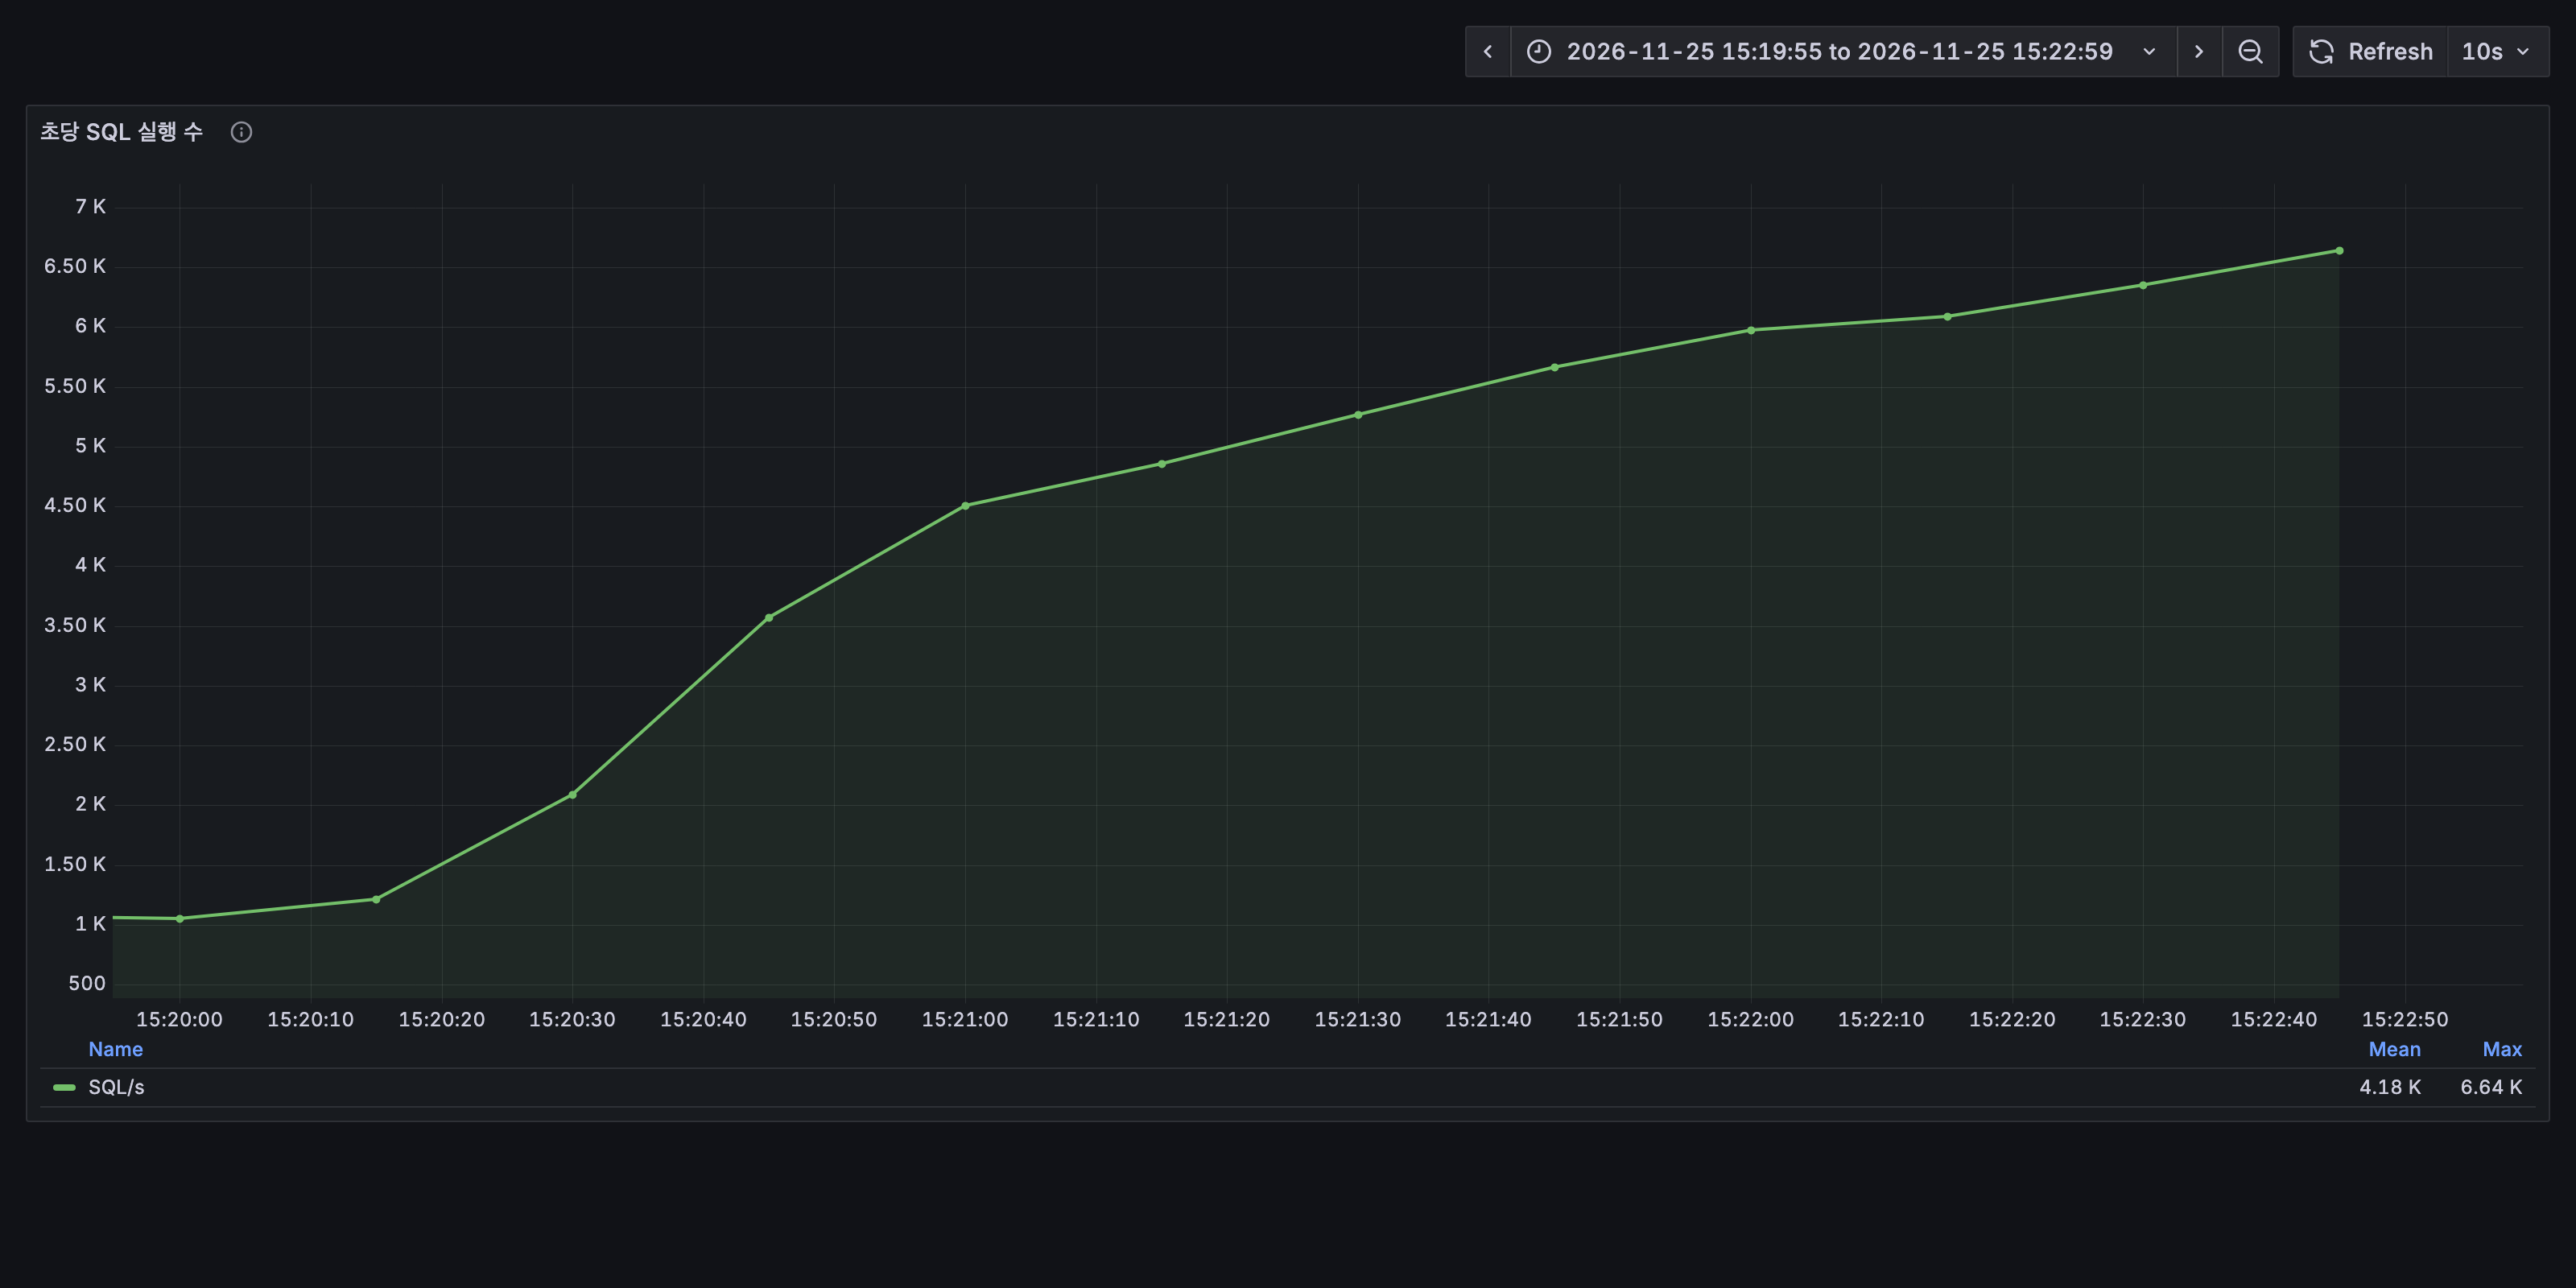 2026-11-25 15:19:55 to 2026-11-25 15:22:59
Refresh
10s
초당 SQL 실행 수
7 K
6.50 K
6 K
5.50 K
5 K
4.50 K
4 K
3.50 K
3 K
2.50 K
2 K
1.50 K
1 K
500
15:20:00 15:20:10 15:20:20 15:20:30 15:20:40 15:20:50 15:21:00 15:21:10 15:21:20 15:21:30 15:21:40 15:21:50 15:22:00 15:22:10 15:22:20 15:22:30 15:22:40 15:22:50
Name Mean Max
SQL/s 4.18 K 6.64 K